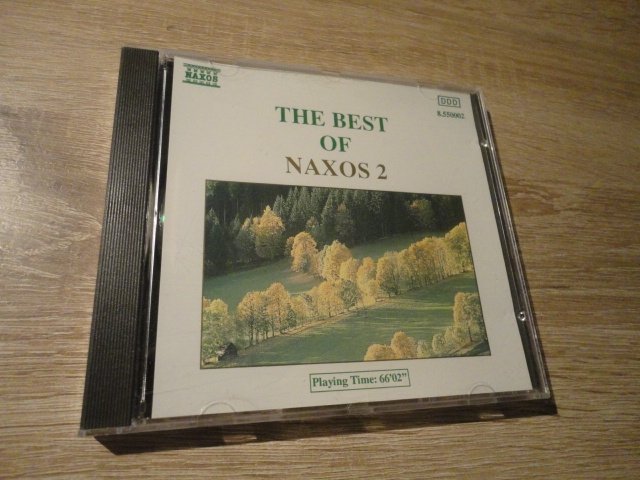 NAXOS
DDD
8.550002
THE BEST
OF
NAXOS 2
Playing Time: 66'02"